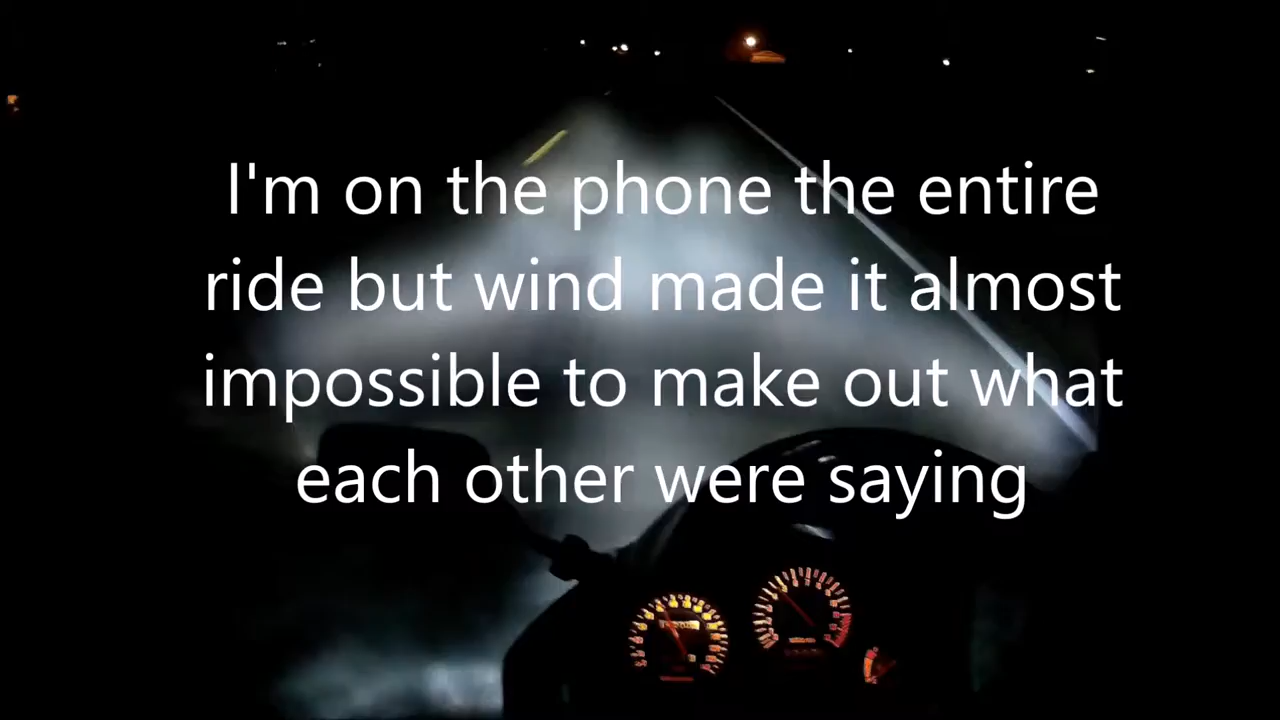 I'm on the phone the entire
ride but wind made it almost
impossible to make out what
each other were saying